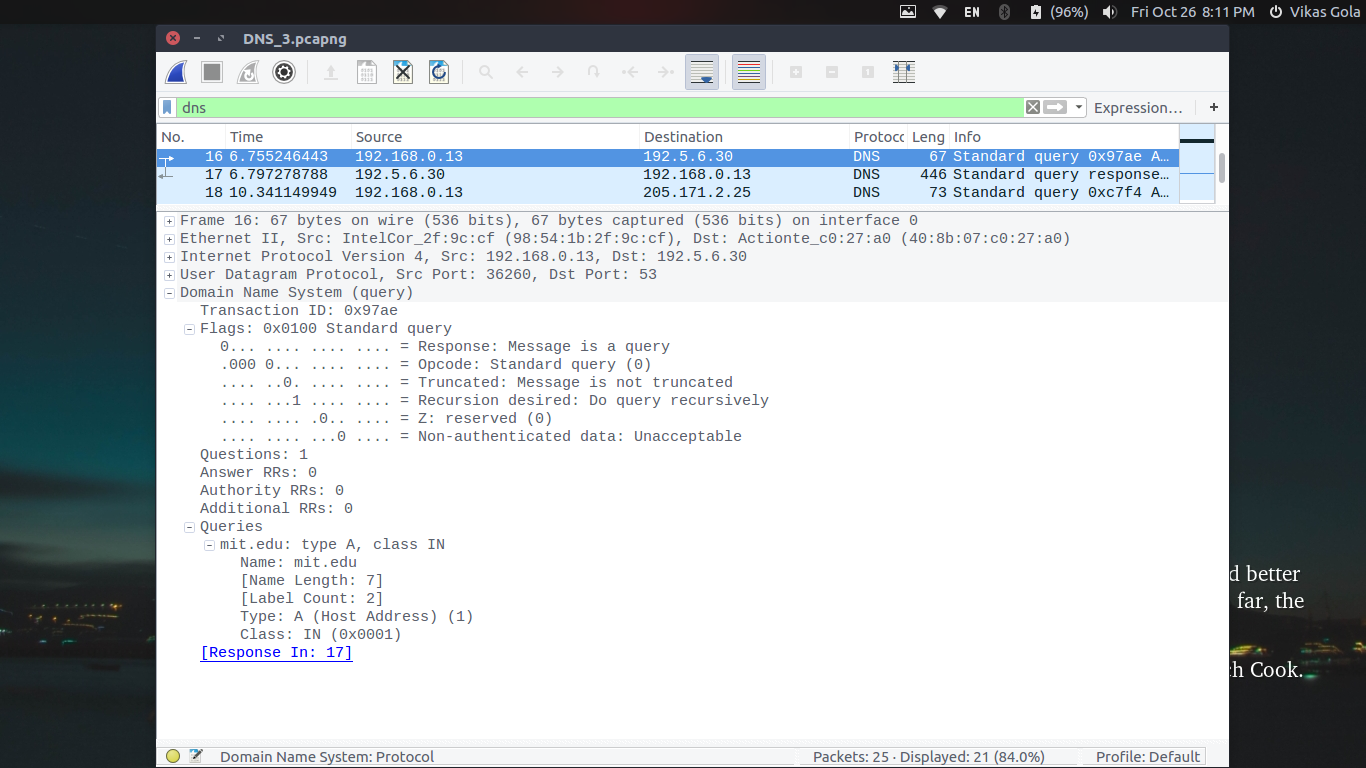 EN (96%) Fri Oct 26 8:11 PM Vikas Gola
DNS_3.pcapng
dns Expression… +
No. Time Source Destination Protoc Leng Info
16 6.755246443 192.168.0.13 192.5.6.30 DNS 67 Standard query 0x97ae A…
17 6.797278788 192.5.6.30 192.168.0.13 DNS 446 Standard query response…
18 10.341149949 192.168.0.13 205.171.2.25 DNS 73 Standard query 0xc7f4 A…
Frame 16: 67 bytes on wire (536 bits), 67 bytes captured (536 bits) on interface 0
Ethernet II, Src: IntelCor_2f:9c:cf (98:54:1b:2f:9c:cf), Dst: Actionte_c0:27:a0 (40:8b:07:c0:27:a0)
Internet Protocol Version 4, Src: 192.168.0.13, Dst: 192.5.6.30
User Datagram Protocol, Src Port: 36260, Dst Port: 53
Domain Name System (query)
Transaction ID: 0x97ae
Flags: 0x0100 Standard query
0... .... .... .... = Response: Message is a query
.000 0... .... .... = Opcode: Standard query (0)
.... ..0. .... .... = Truncated: Message is not truncated
.... ...1 .... .... = Recursion desired: Do query recursively
.... .... .0.. .... = Z: reserved (0)
.... .... ...0 .... = Non-authenticated data: Unacceptable
Questions: 1
Answer RRs: 0
Authority RRs: 0
Additional RRs: 0
Queries
mit.edu: type A, class IN
Name: mit.edu
[Name Length: 7]
[Label Count: 2]
Type: A (Host Address) (1)
Class: IN (0x0001)
[Response In: 17]
d better
far, the
ch Cook.
Domain Name System: Protocol Packets: 25 · Displayed: 21 (84.0%) Profile: Default